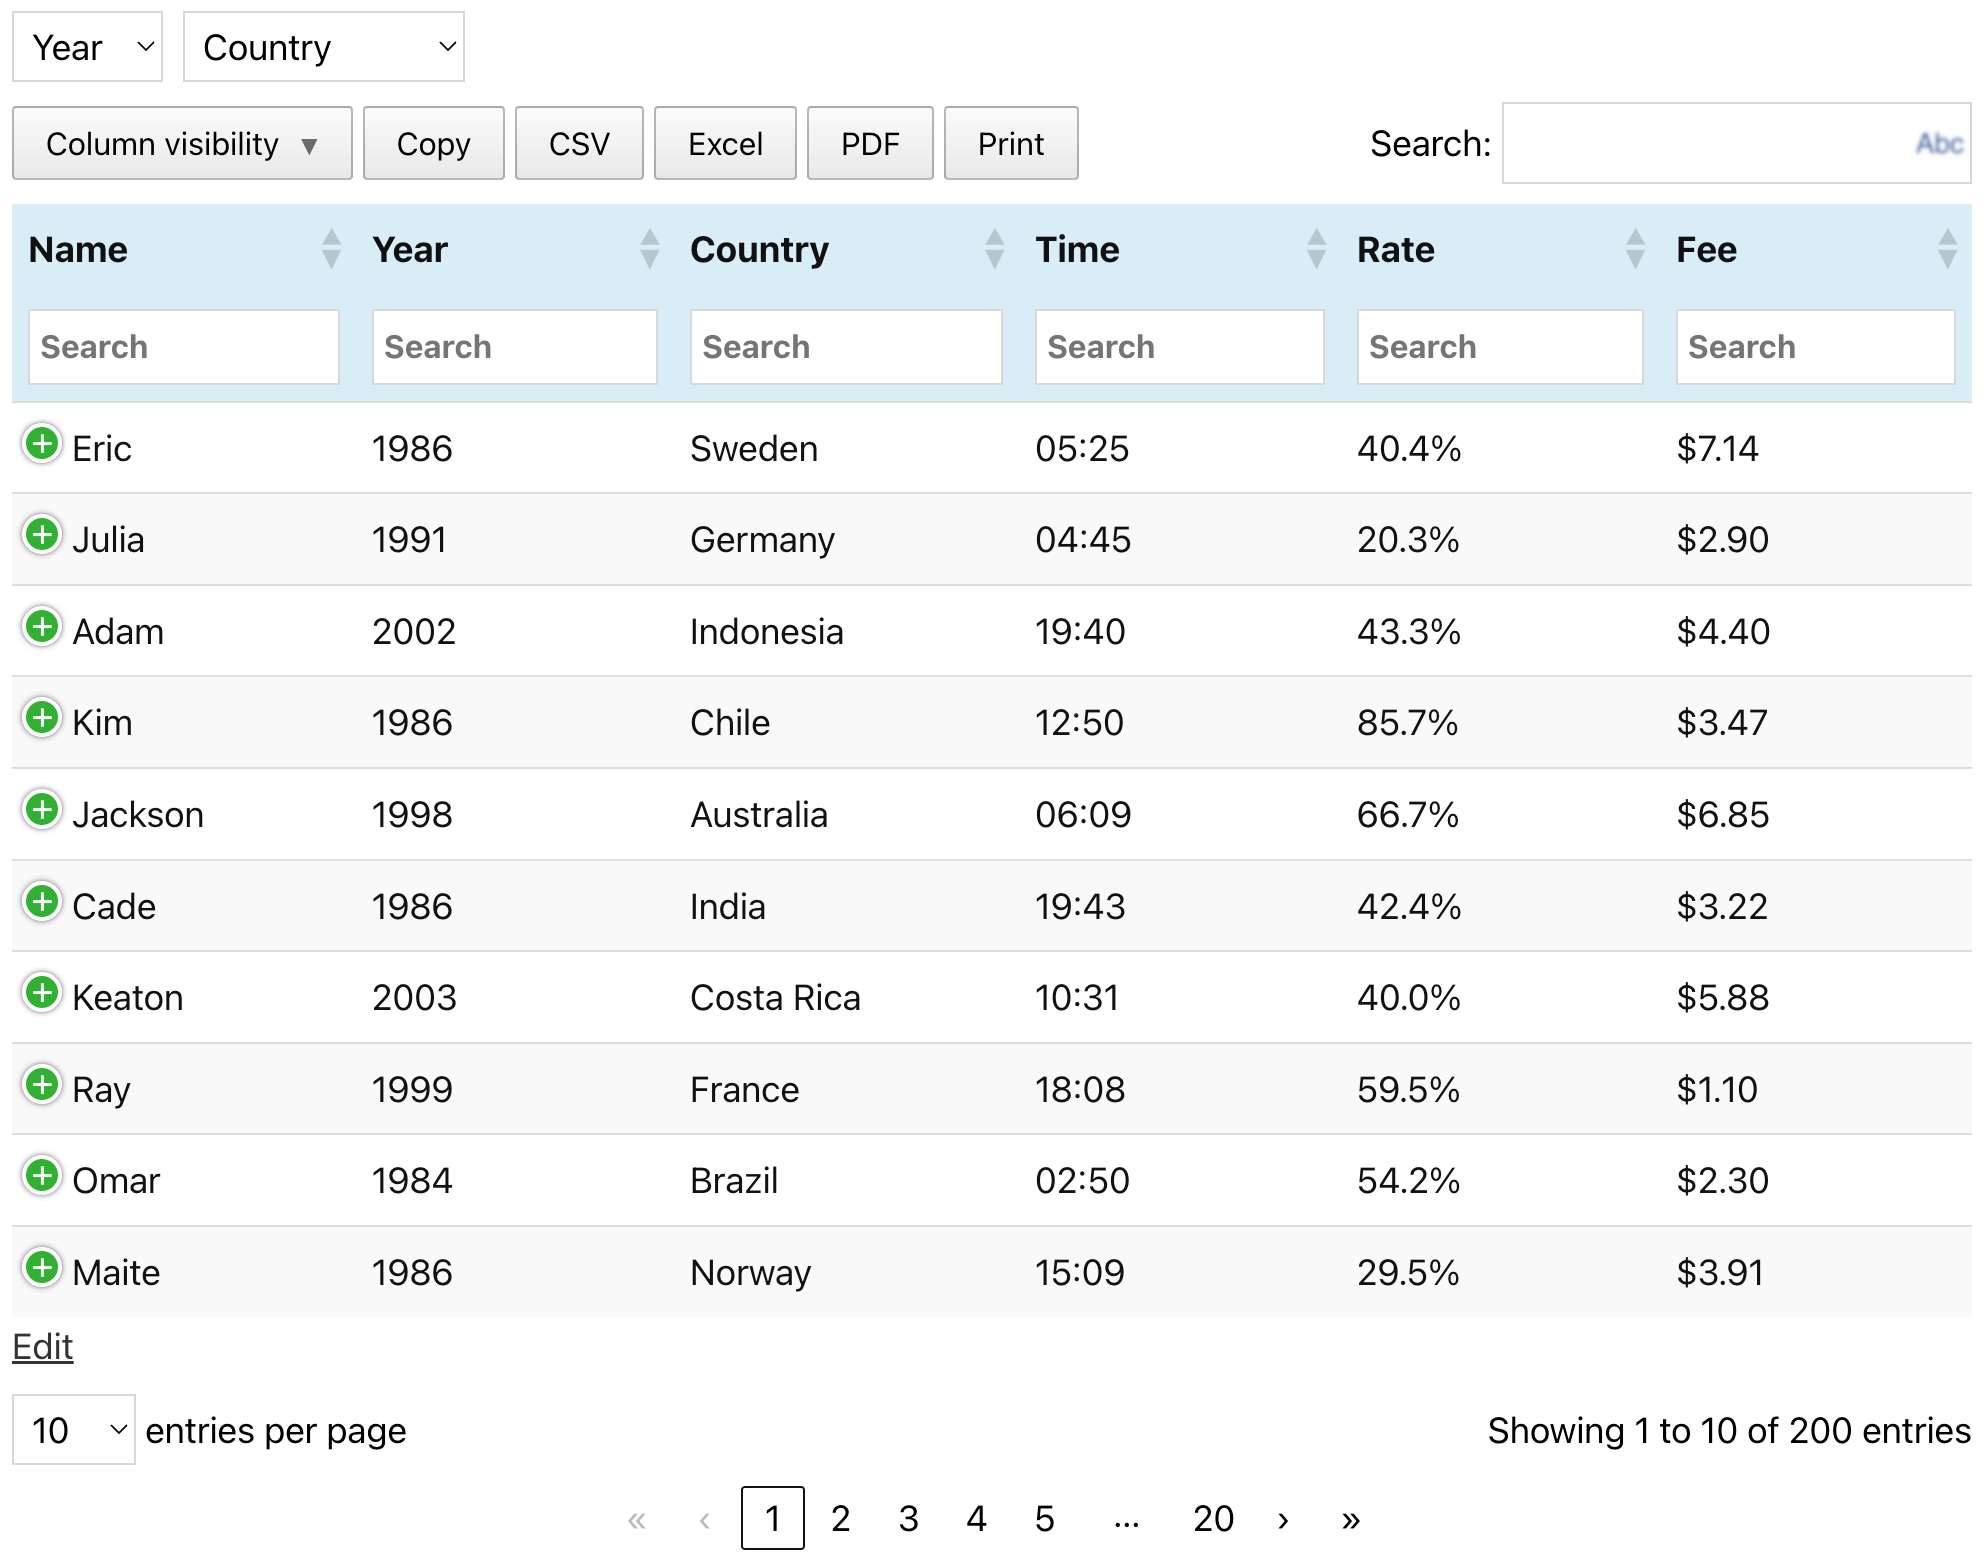 Year Country
Column visibility ▼ Copy CSV Excel PDF Print Search: Abc
Name Year Country Time Rate Fee
Search Search Search Search Search Search
Eric 1986 Sweden 05:25 40.4% $7.14
Julia 1991 Germany 04:45 20.3% $2.90
Adam 2002 Indonesia 19:40 43.3% $4.40
Kim 1986 Chile 12:50 85.7% $3.47
Jackson 1998 Australia 06:09 66.7% $6.85
Cade 1986 India 19:43 42.4% $3.22
Keaton 2003 Costa Rica 10:31 40.0% $5.88
Ray 1999 France 18:08 59.5% $1.10
Omar 1984 Brazil 02:50 54.2% $2.30
Maite 1986 Norway 15:09 29.5% $3.91
Edit
10 entries per page Showing 1 to 10 of 200 entries
« ‹ 1 2 3 4 5 … 20 › »